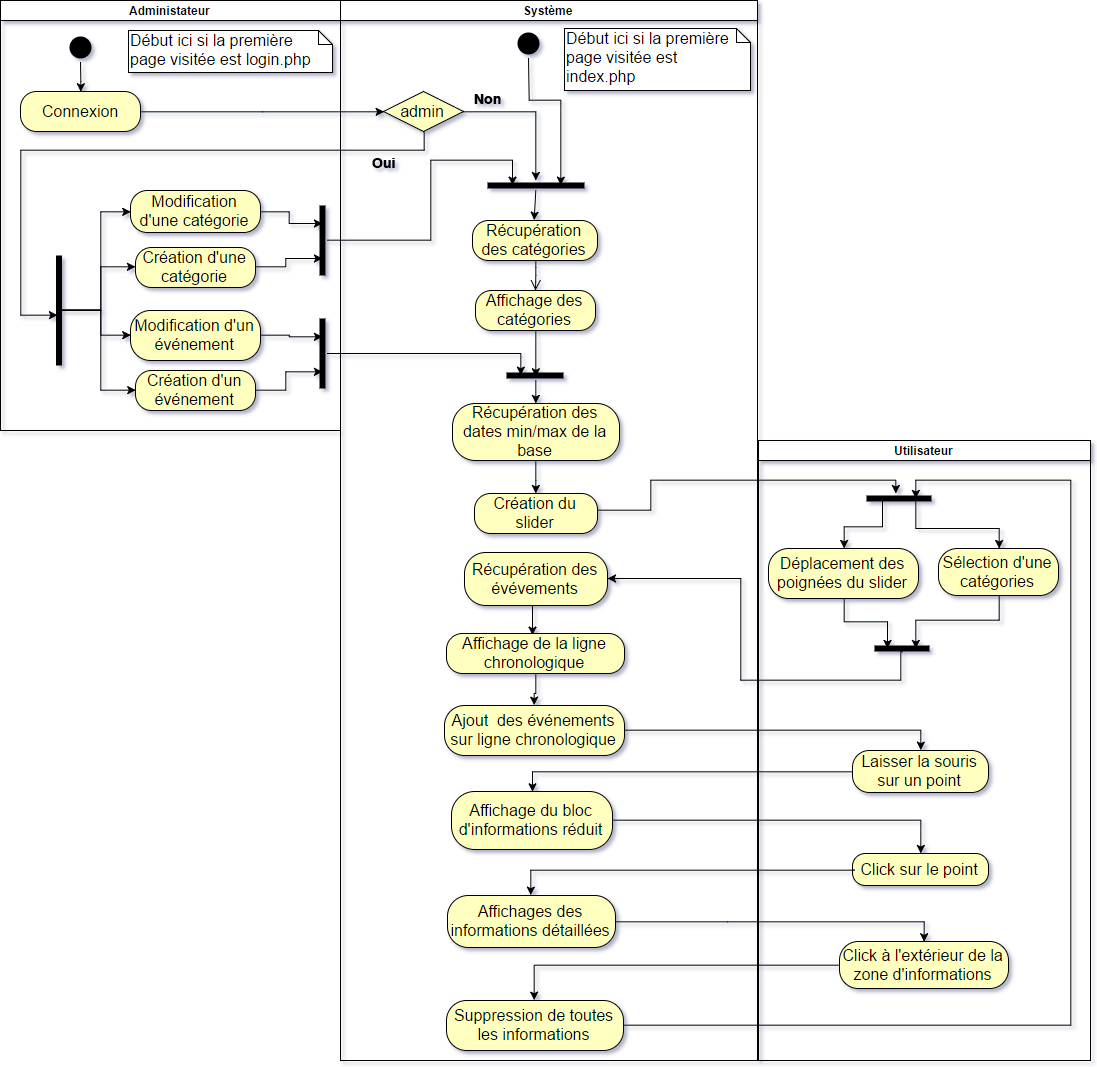 Administateur
Système
Début ici si la première
page visitée est login.php
Début ici si la première
page visitée est
index.php
Connexion
admin
Non
Oui
Modification
d'une catégorie
Création d'une
catégorie
Modification d'un
événement
Création d'un
événement
Récupération
des catégories
Affichage des
catégories
Récupération des
dates min/max de la
base
Création du
slider
Utilisateur
Déplacement des
poignées du slider
Sélection d'une
catégories
Récupération des
évévements
Affichage de la ligne
chronologique
Ajout des événements
sur ligne chronologique
Laisser la souris
sur un point
Affichage du bloc
d'informations réduit
Click sur le point
Affichages des
informations détaillées
Click à l'extérieur de la
zone d'informations
Suppression de toutes
les informations